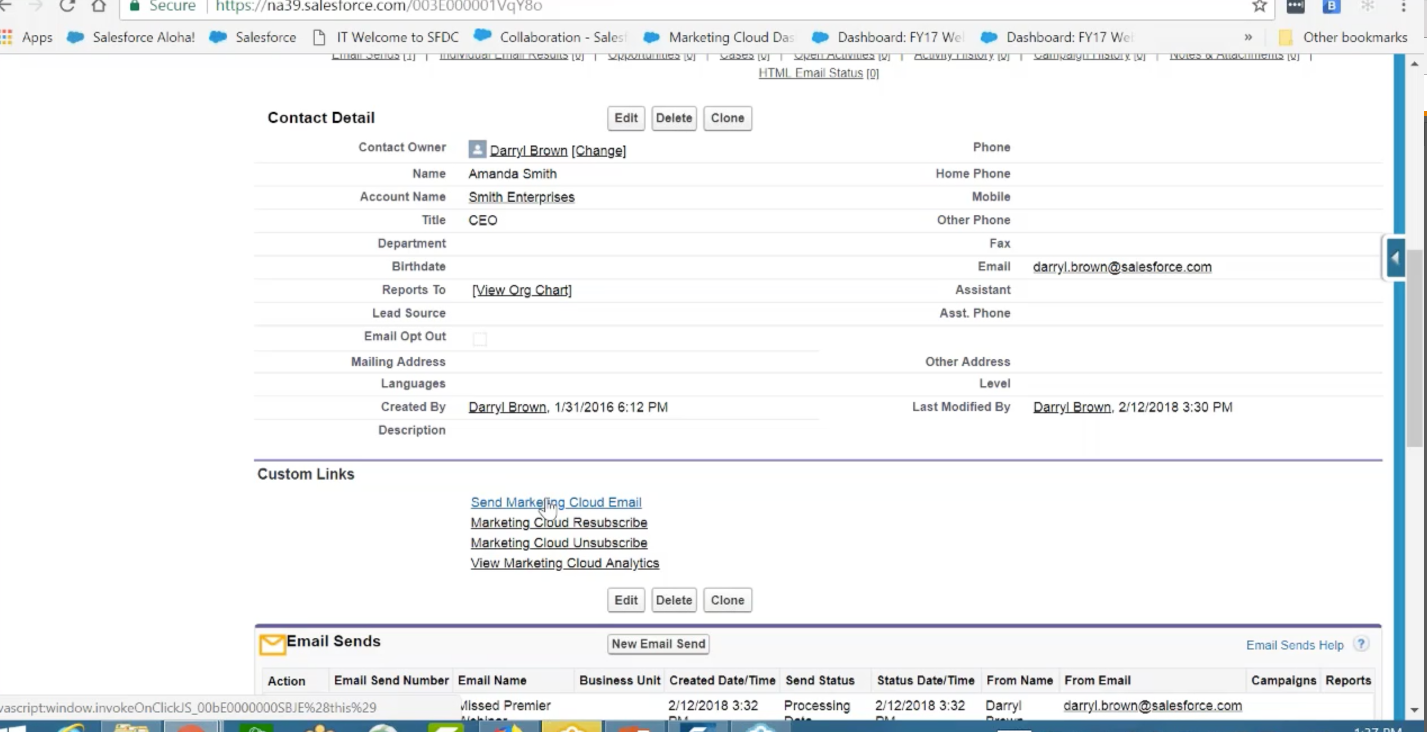 Secure https://na39.salesforce.com/003E000001VqY8o
Apps Salesforce Aloha! Salesforce IT Welcome to SFDC Collaboration - Sales Marketing Cloud Das Dashboard: FY17 We Dashboard: FY17 We » Other bookmarks
Email Sends [1] | Individual Email Results [0] | Opportunities [0] | Cases [0] | Open Activities [0] | Activity History [0] | Campaign History [0] | Notes & Attachments [0] |
HTML Email Status [0]
Contact Detail Edit Delete Clone
Contact Owner Darryl Brown [Change] Phone
Name Amanda Smith Home Phone
Account Name Smith Enterprises Mobile
Title CEO Other Phone
Department Fax
Birthdate Email darryl.brown@salesforce.com
Reports To [View Org Chart] Assistant
Lead Source Asst. Phone
Email Opt Out
Mailing Address Other Address
Languages Level
Created By Darryl Brown, 1/31/2016 6:12 PM Last Modified By Darryl Brown, 2/12/2018 3:30 PM
Description
Custom Links
Send Marketing Cloud Email
Marketing Cloud Resubscribe
Marketing Cloud Unsubscribe
View Marketing Cloud Analytics
Edit Delete Clone
Email Sends New Email Send Email Sends Help ?
Action Email Send Number Email Name Business Unit Created Date/Time Send Status Status Date/Time From Name From Email Campaigns Reports
Missed Premier 2/12/2018 3:32 Processing 2/12/2018 3:32 Darryl darryl.brown@salesforce.com
vascript:window.invokeOnClickJS_00bE0000000SBJE%28this%29
1:37 PM